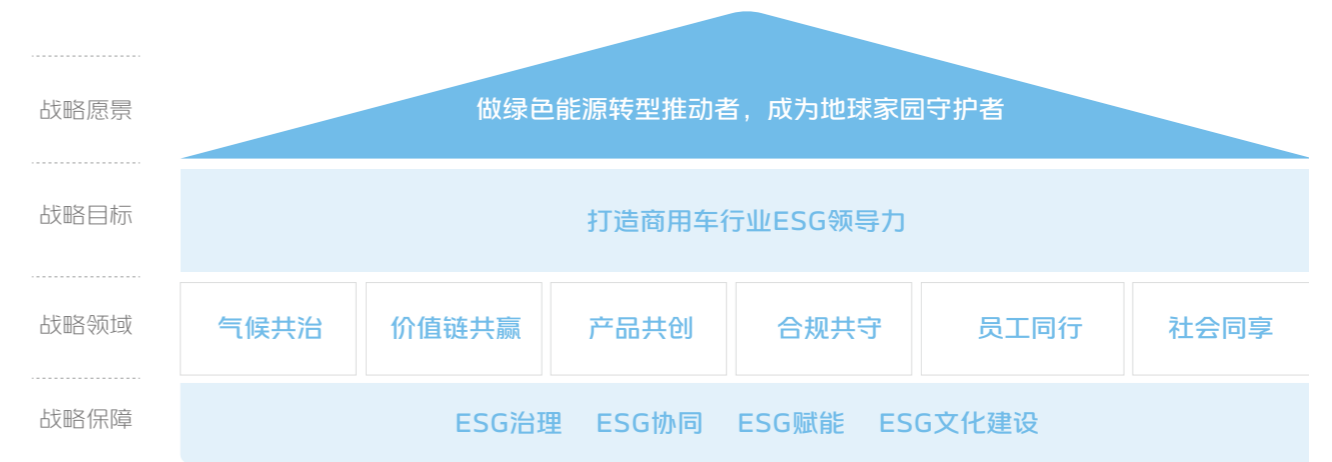 战略愿景
做绿色能源转型推动者，成为地球家园守护者
战略目标
打造商用车行业ESG领导力
战略领域
气候共治 价值链共赢 产品共创 合规共守 员工同行 社会同享
战略保障
ESG治理 ESG协同 ESG赋能 ESG文化建设